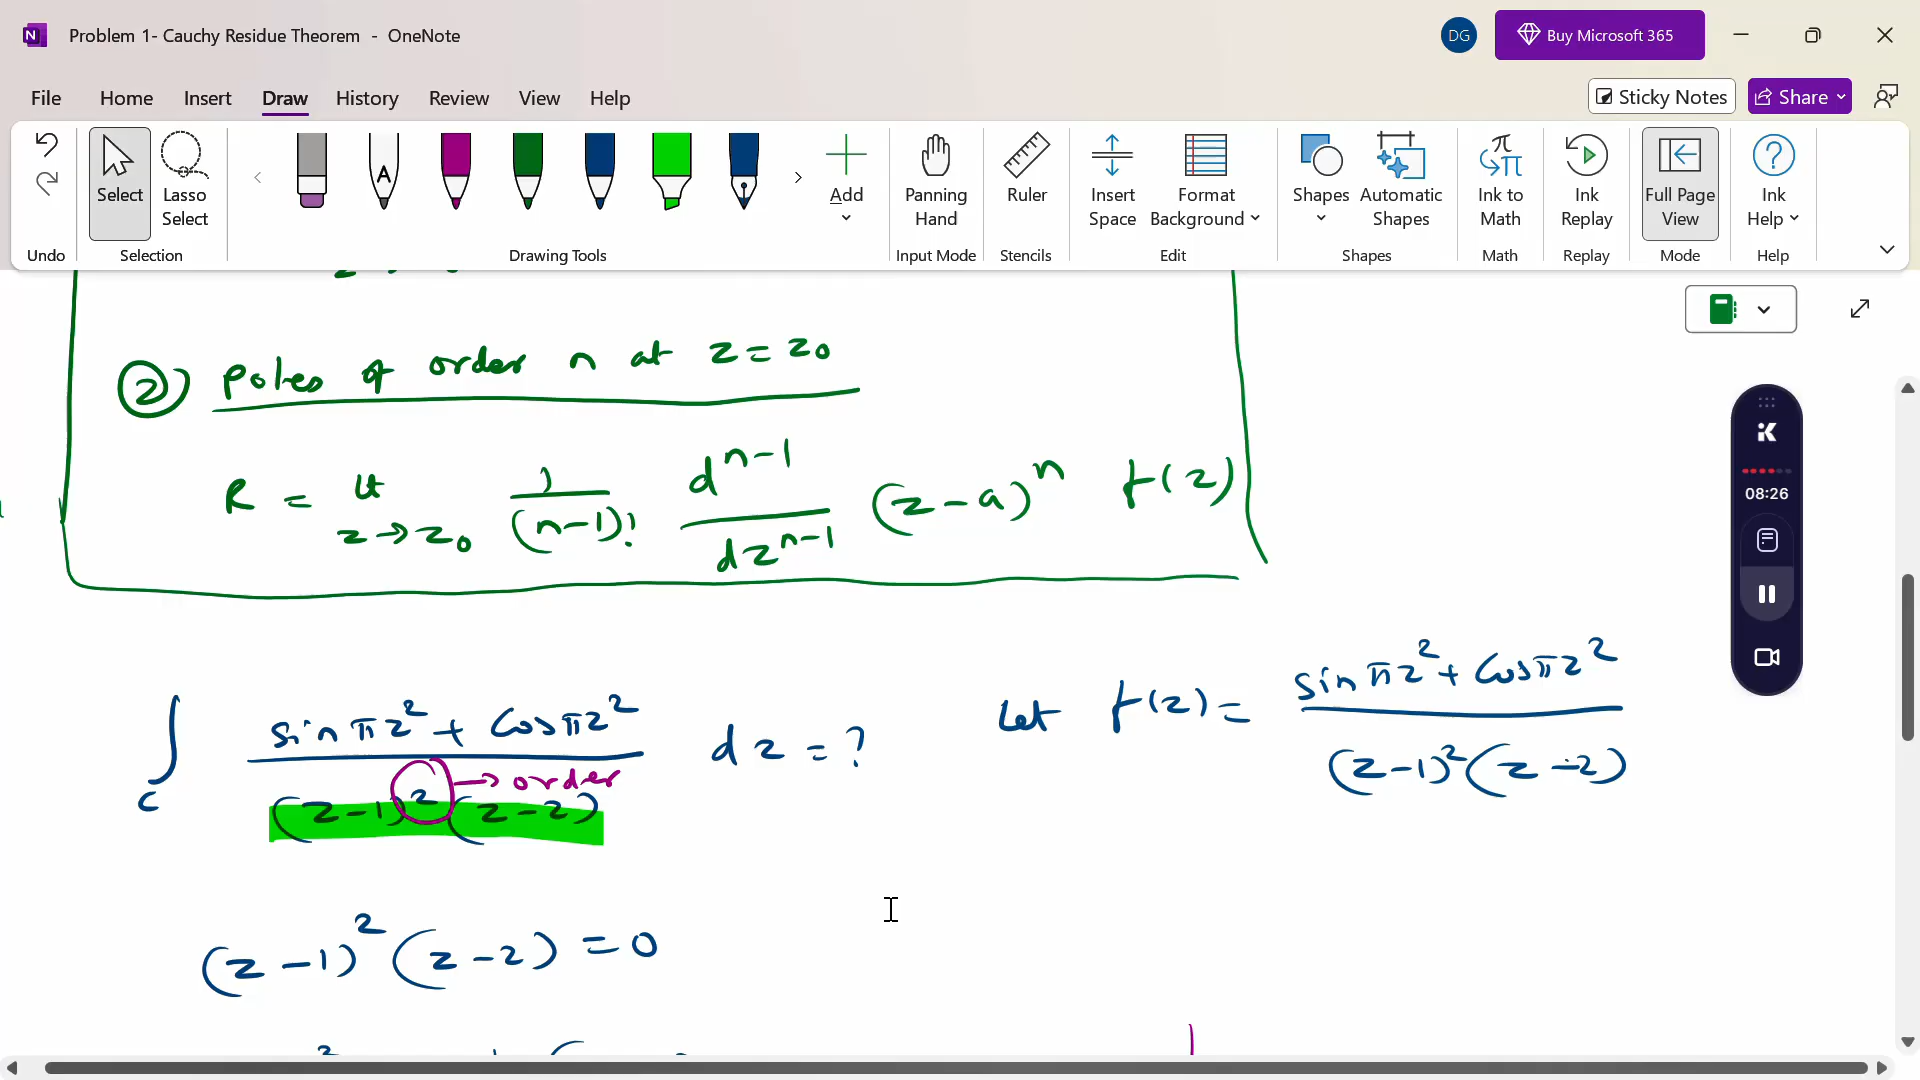 Problem 1- Cauchy Residue Theorem - OneNote
DG
Buy Microsoft 365
File Home Insert Draw History Review View Help
Sticky Notes
Share
Select
Lasso Select
A
Add
Panning Hand
Ruler
Insert Space
Format Background
Shapes
Automatic Shapes
Ink to Math
Ink Replay
Full Page View
Ink Help
Undo Selection Drawing Tools Input Mode Stencils Edit Shapes Math Replay Mode Help
② Poles of order n at z = z₀
R = lt z→z₀ 1/(n-1)! d^(n-1)/dz^(n-1) (z-a)^n f(z)
08:26
∫_C (sin πz² + Cos πz²)/((z-1)²(z-2)) dz = ?
→ order
Let f(z) = (sin πz² + Cos πz²)/((z-1)²(z-2))
(z-1)² (z-2) = 0